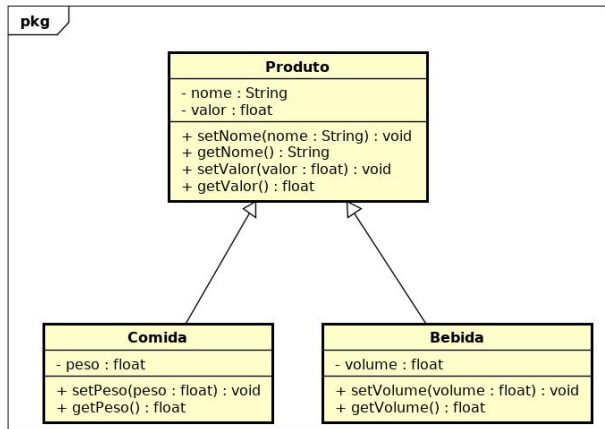 pkg
Produto
- nome : String
- valor : float
+ setNome(nome : String) : void
+ getNome() : String
+ setValor(valor : float) : void
+ getValor() : float
Comida
- peso : float
+ setPeso(peso : float) : void
+ getPeso() : float
Bebida
- volume : float
+ setVolume(volume : float) : void
+ getVolume() : float